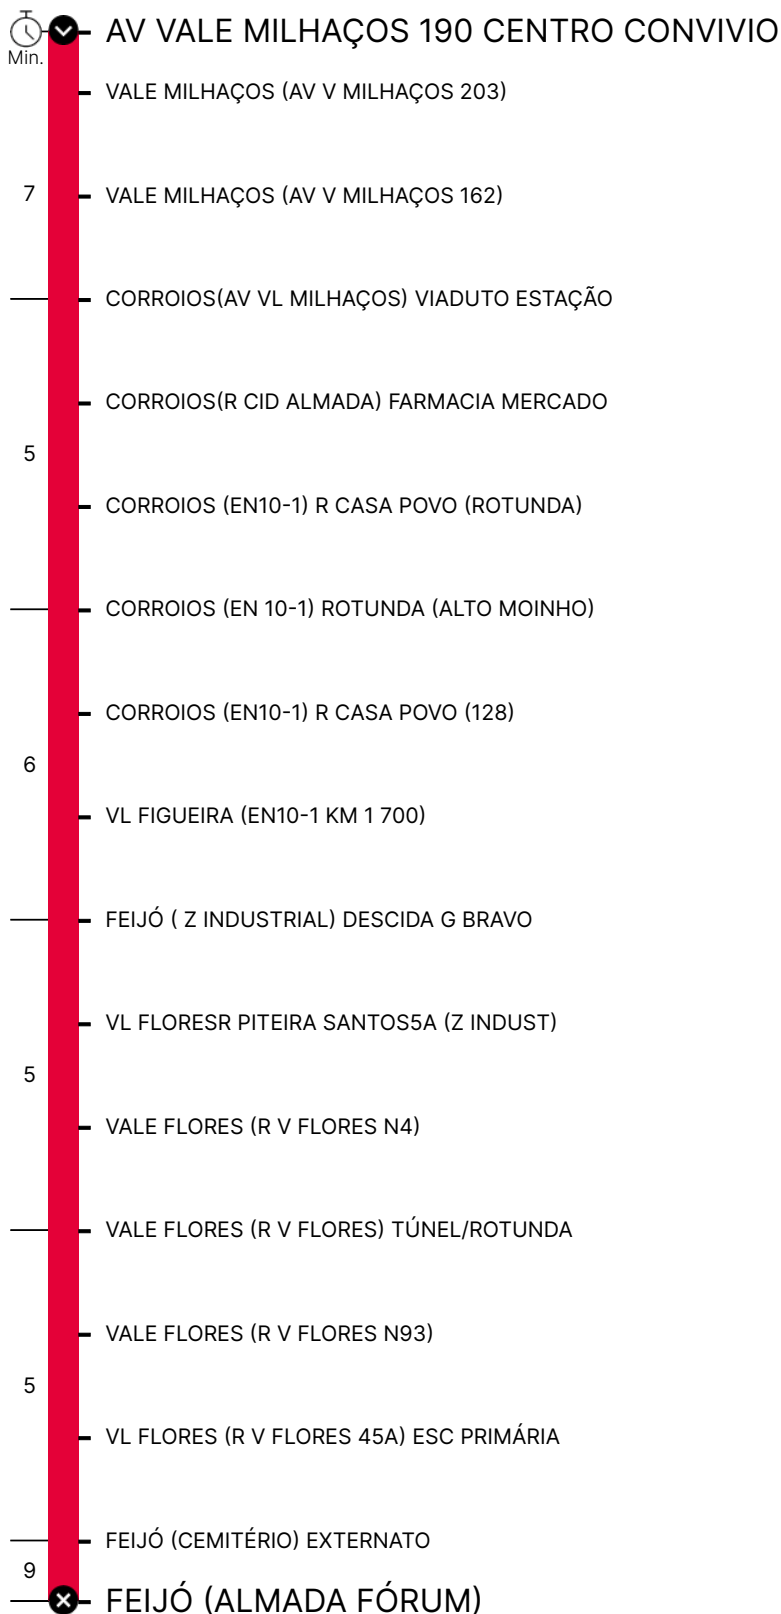 AV VALE MILHAÇOS 190 CENTRO CONVIVIO
Min.
VALE MILHAÇOS (AV V MILHAÇOS 203)
7
VALE MILHAÇOS (AV V MILHAÇOS 162)
CORROIOS(AV VL MILHAÇOS) VIADUTO ESTAÇÃO
CORROIOS(R CID ALMADA) FARMACIA MERCADO
5
CORROIOS (EN10-1) R CASA POVO (ROTUNDA)
CORROIOS (EN 10-1) ROTUNDA (ALTO MOINHO)
CORROIOS (EN10-1) R CASA POVO (128)
6
VL FIGUEIRA (EN10-1 KM 1 700)
FEIJÓ ( Z INDUSTRIAL) DESCIDA G BRAVO
VL FLORESR PITEIRA SANTOS5A (Z INDUST)
5
VALE FLORES (R V FLORES N4)
VALE FLORES (R V FLORES) TÚNEL/ROTUNDA
VALE FLORES (R V FLORES N93)
5
VL FLORES (R V FLORES 45A) ESC PRIMÁRIA
FEIJÓ (CEMITÉRIO) EXTERNATO
9
FEIJÓ (ALMADA FÓRUM)